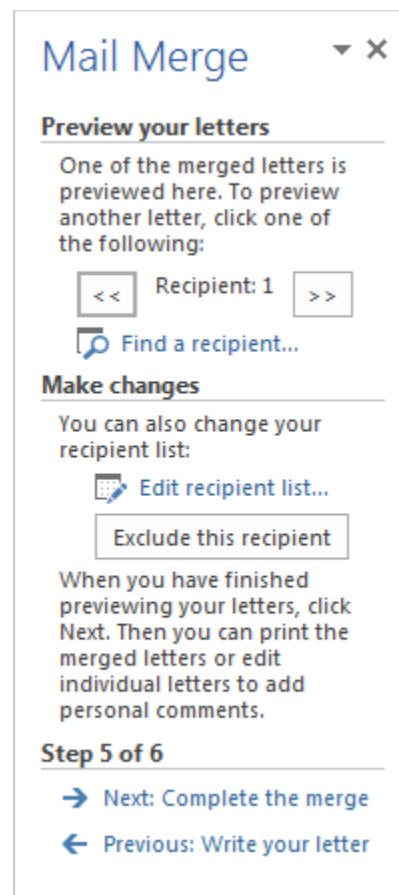 Mail Merge
Preview your letters
One of the merged letters is
previewed here. To preview
another letter, click one of
the following:
<< Recipient: 1 >>
Find a recipient...
Make changes
You can also change your
recipient list:
Edit recipient list...
Exclude this recipient
When you have finished
previewing your letters, click
Next. Then you can print the
merged letters or edit
individual letters to add
personal comments.
Step 5 of 6
Next: Complete the merge
Previous: Write your letter